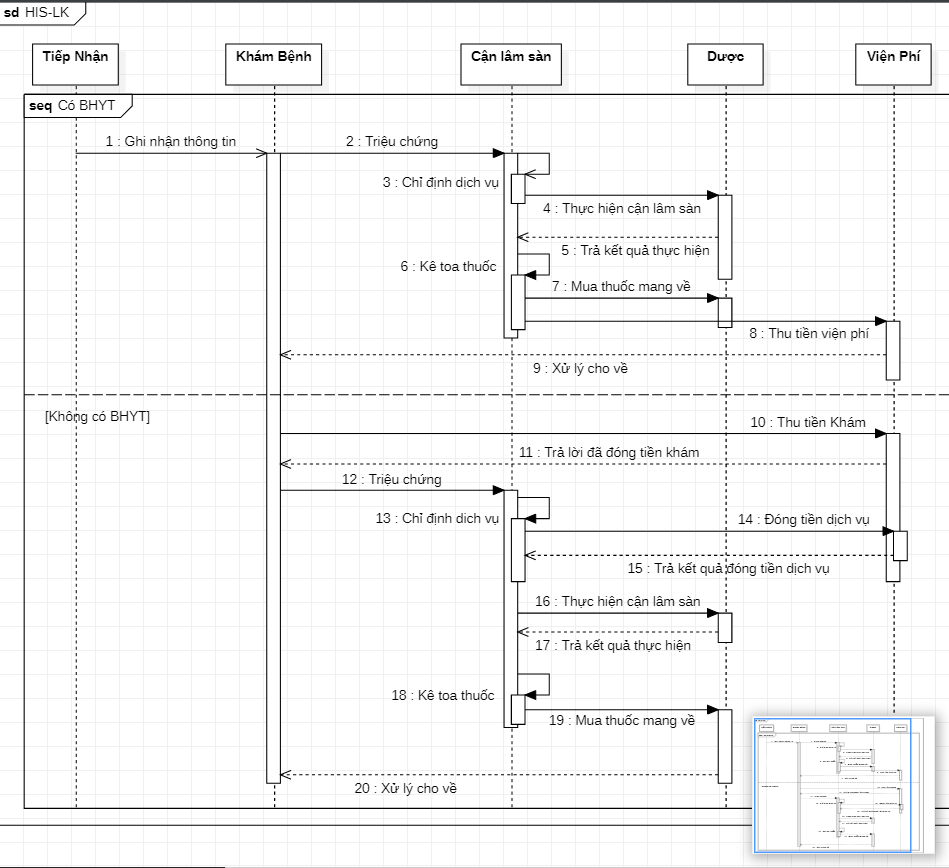 sd HIS-LK
Tiếp Nhận
Khám Bệnh
Cận lâm sàn
Dược
Viện Phí
seq Có BHYT
1 : Ghi nhận thông tin
2 : Triệu chứng
3 : Chỉ định dịch vụ
4 : Thực hiện cận lâm sàn
5 : Trả kết quả thực hiện
6 : Kê toa thuốc
7 : Mua thuốc mang về
8 : Thu tiền viện phí
9 : Xử lý cho về
[Không có BHYT]
10 : Thu tiền Khám
11 : Trả lời đã đóng tiền khám
12 : Triệu chứng
13 : Chỉ định dich vụ
14 : Đóng tiền dịch vụ
15 : Trả kết quả đóng tiền dịch vụ
16 : Thực hiện cận lâm sàn
17 : Trả kết quả thực hiện
18 : Kê toa thuốc
19 : Mua thuốc mang về
20 : Xử lý cho về